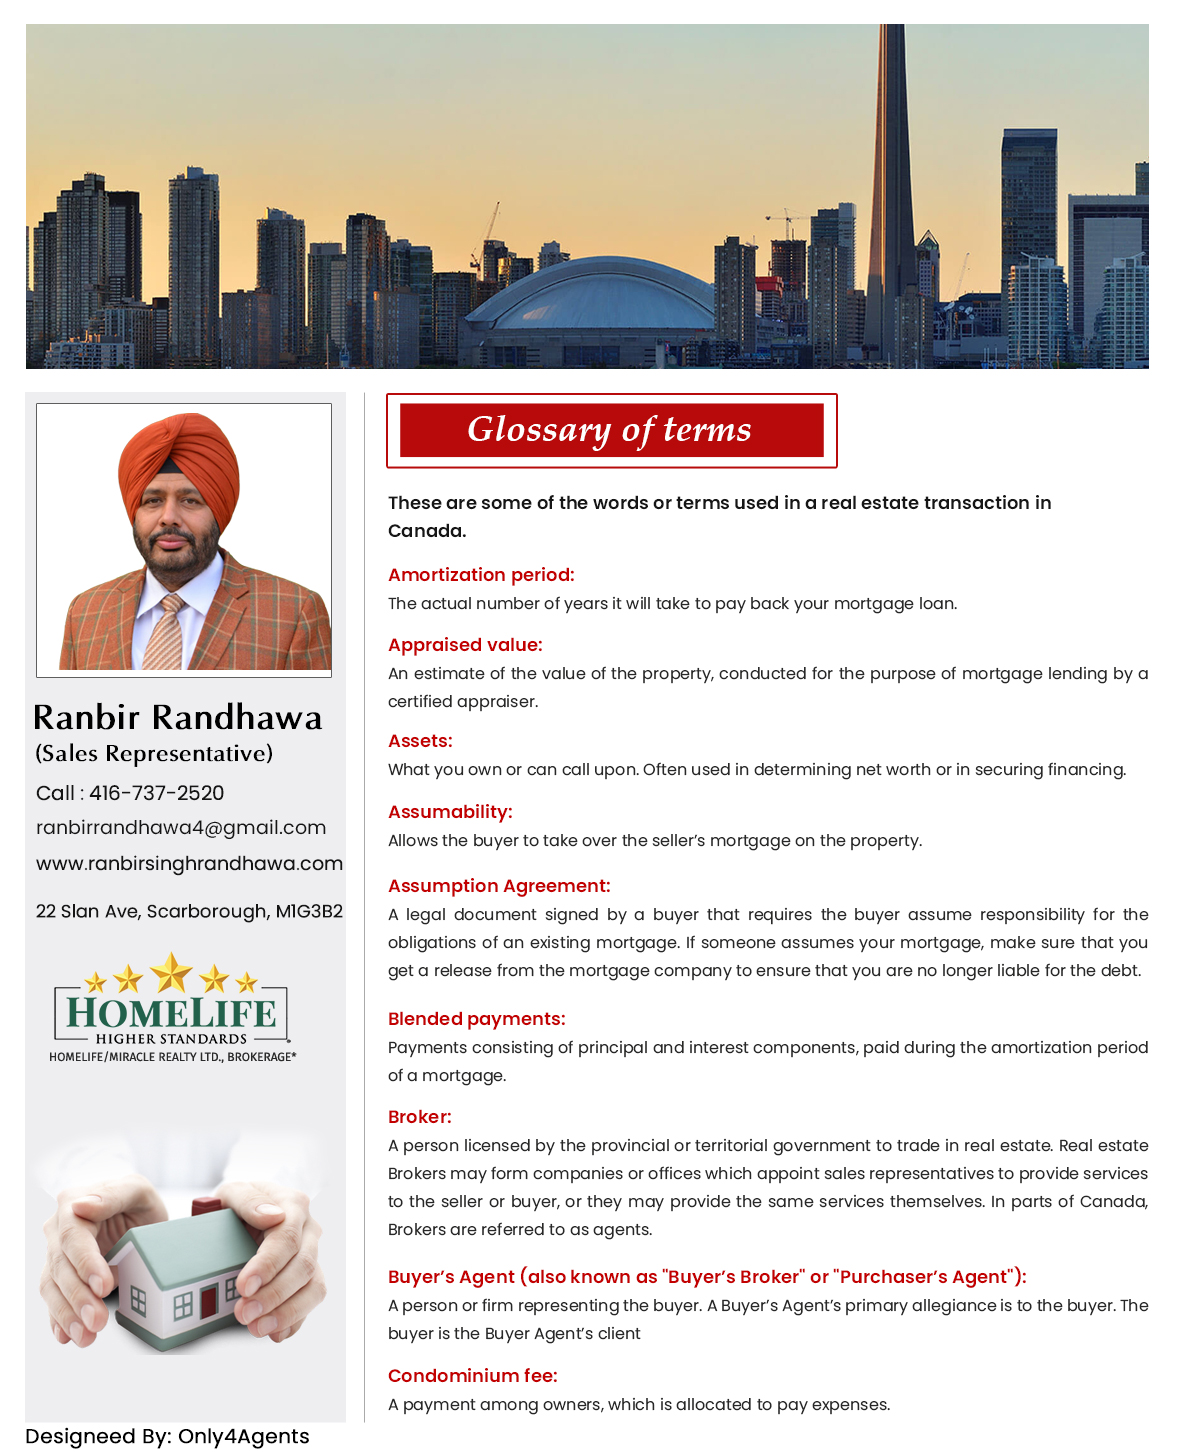 Glossary of terms
Ranbir Randhawa
(Sales Representative)
Call : 416-737-2520
ranbirrandhawa4@gmail.com
www.ranbirsinghrandhawa.com
22 Slan Ave, Scarborough, M1G3B2
HOMELIFE
HIGHER STANDARDS
HOMELIFE/MIRACLE REALTY LTD., BROKERAGE*
These are some of the words or terms used in a real estate transaction in
Canada.
Amortization period:
The actual number of years it will take to pay back your mortgage loan.
Appraised value:
An estimate of the value of the property, conducted for the purpose of mortgage lending by a
certified appraiser.
Assets:
What you own or can call upon. Often used in determining net worth or in securing financing.
Assumability:
Allows the buyer to take over the seller’s mortgage on the property.
Assumption Agreement:
A legal document signed by a buyer that requires the buyer assume responsibility for the
obligations of an existing mortgage. If someone assumes your mortgage, make sure that you
get a release from the mortgage company to ensure that you are no longer liable for the debt.
Blended payments:
Payments consisting of principal and interest components, paid during the amortization period
of a mortgage.
Broker:
A person licensed by the provincial or territorial government to trade in real estate. Real estate
Brokers may form companies or offices which appoint sales representatives to provide services
to the seller or buyer, or they may provide the same services themselves. In parts of Canada,
Brokers are referred to as agents.
Buyer’s Agent (also known as "Buyer’s Broker" or "Purchaser’s Agent"):
A person or firm representing the buyer. A Buyer’s Agent’s primary allegiance is to the buyer. The
buyer is the Buyer Agent’s client
Condominium fee:
A payment among owners, which is allocated to pay expenses.
Designeed By: Only4Agents